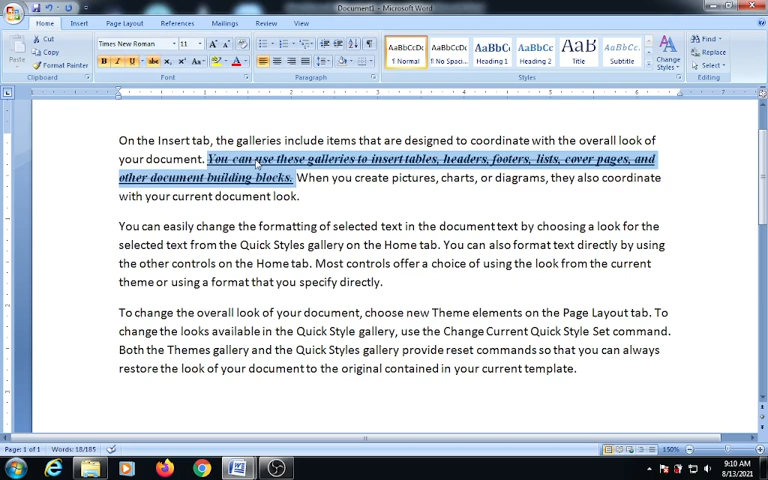 Document1 - Microsoft Word
Home Insert Page Layout References Mailings Review View
Cut
Copy
Format Painter
Paste
Clipboard
Times New Roman 11
B I U abc
Font
Paragraph
AaBbCcDc AaBbCcDc AaBbC AaBbCc AaB AaBbCc.
¶ Normal ¶ No Spaci... Heading 1 Heading 2 Title Subtitle
Change
Styles
Styles
Find
Replace
Select
Editing
On the Insert tab, the galleries include items that are designed to coordinate with the overall look of
your document. You can use these galleries to insert tables, headers, footers, lists, cover pages, and
other document building blocks. When you create pictures, charts, or diagrams, they also coordinate
with your current document look.
You can easily change the formatting of selected text in the document text by choosing a look for the
selected text from the Quick Styles gallery on the Home tab. You can also format text directly by using
the other controls on the Home tab. Most controls offer a choice of using the look from the current
theme or using a format that you specify directly.
To change the overall look of your document, choose new Theme elements on the Page Layout tab. To
change the looks available in the Quick Style gallery, use the Change Current Quick Style Set command.
Both the Themes gallery and the Quick Styles gallery provide reset commands so that you can always
restore the look of your document to the original contained in your current template.
Page: 1 of 1 Words: 18/185 150%
9:10 AM
8/13/2021